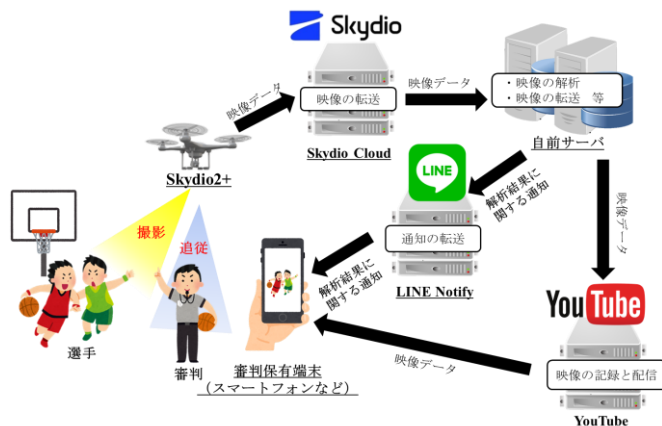 Skydio
映像データ
映像の転送
映像データ
・映像の解析
・映像の転送 等
Skydio Cloud
自前サーバ
Skydio2+
LINE
解析結果に
関する通知
映像データ
撮影
追従
通知の転送
解析結果に
関する通知
LINE Notify
YouTube
選手
審判
審判保有端末
(スマートフォンなど)
映像データ
映像の記録と配信
YouTube